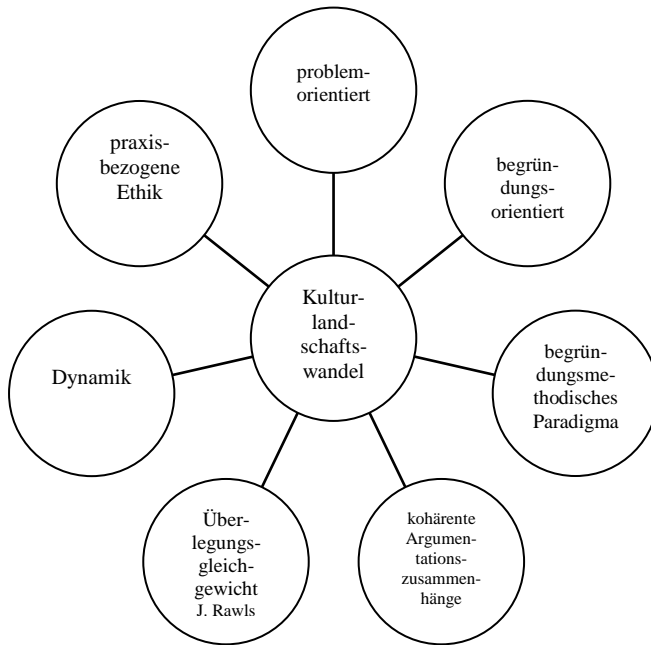 problem-
orientiert
praxis-
bezogene
Ethik
begrün-
dungs-
orientiert
Kultur-
land-
schafts-
wandel
Dynamik
begrün-
dungsme-
thodisches
Paradigma
Über-
legungs-
gleich-
gewicht
J. Rawls
kohärente
Argumen-
tations-
zusammen-
hänge